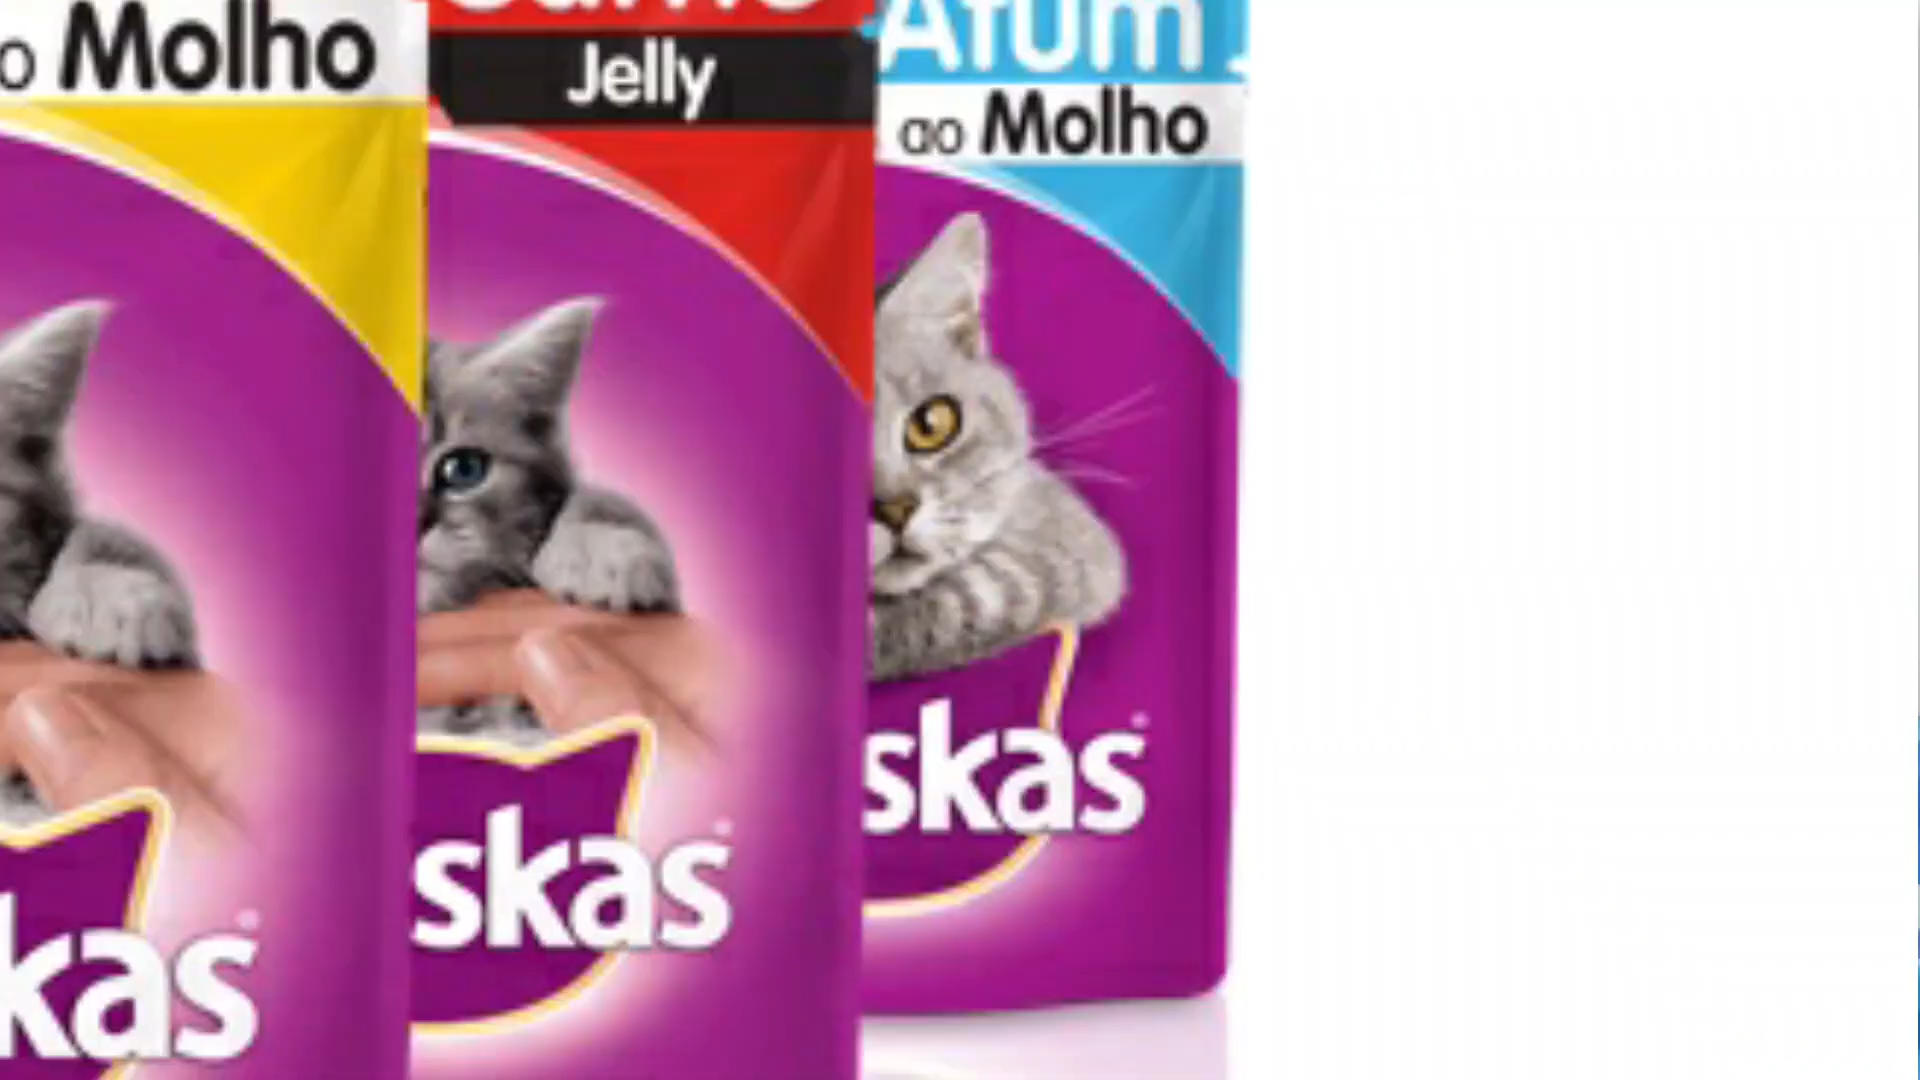 o Molho
Jelly
Atum
ao Molho
skas
skas
kas